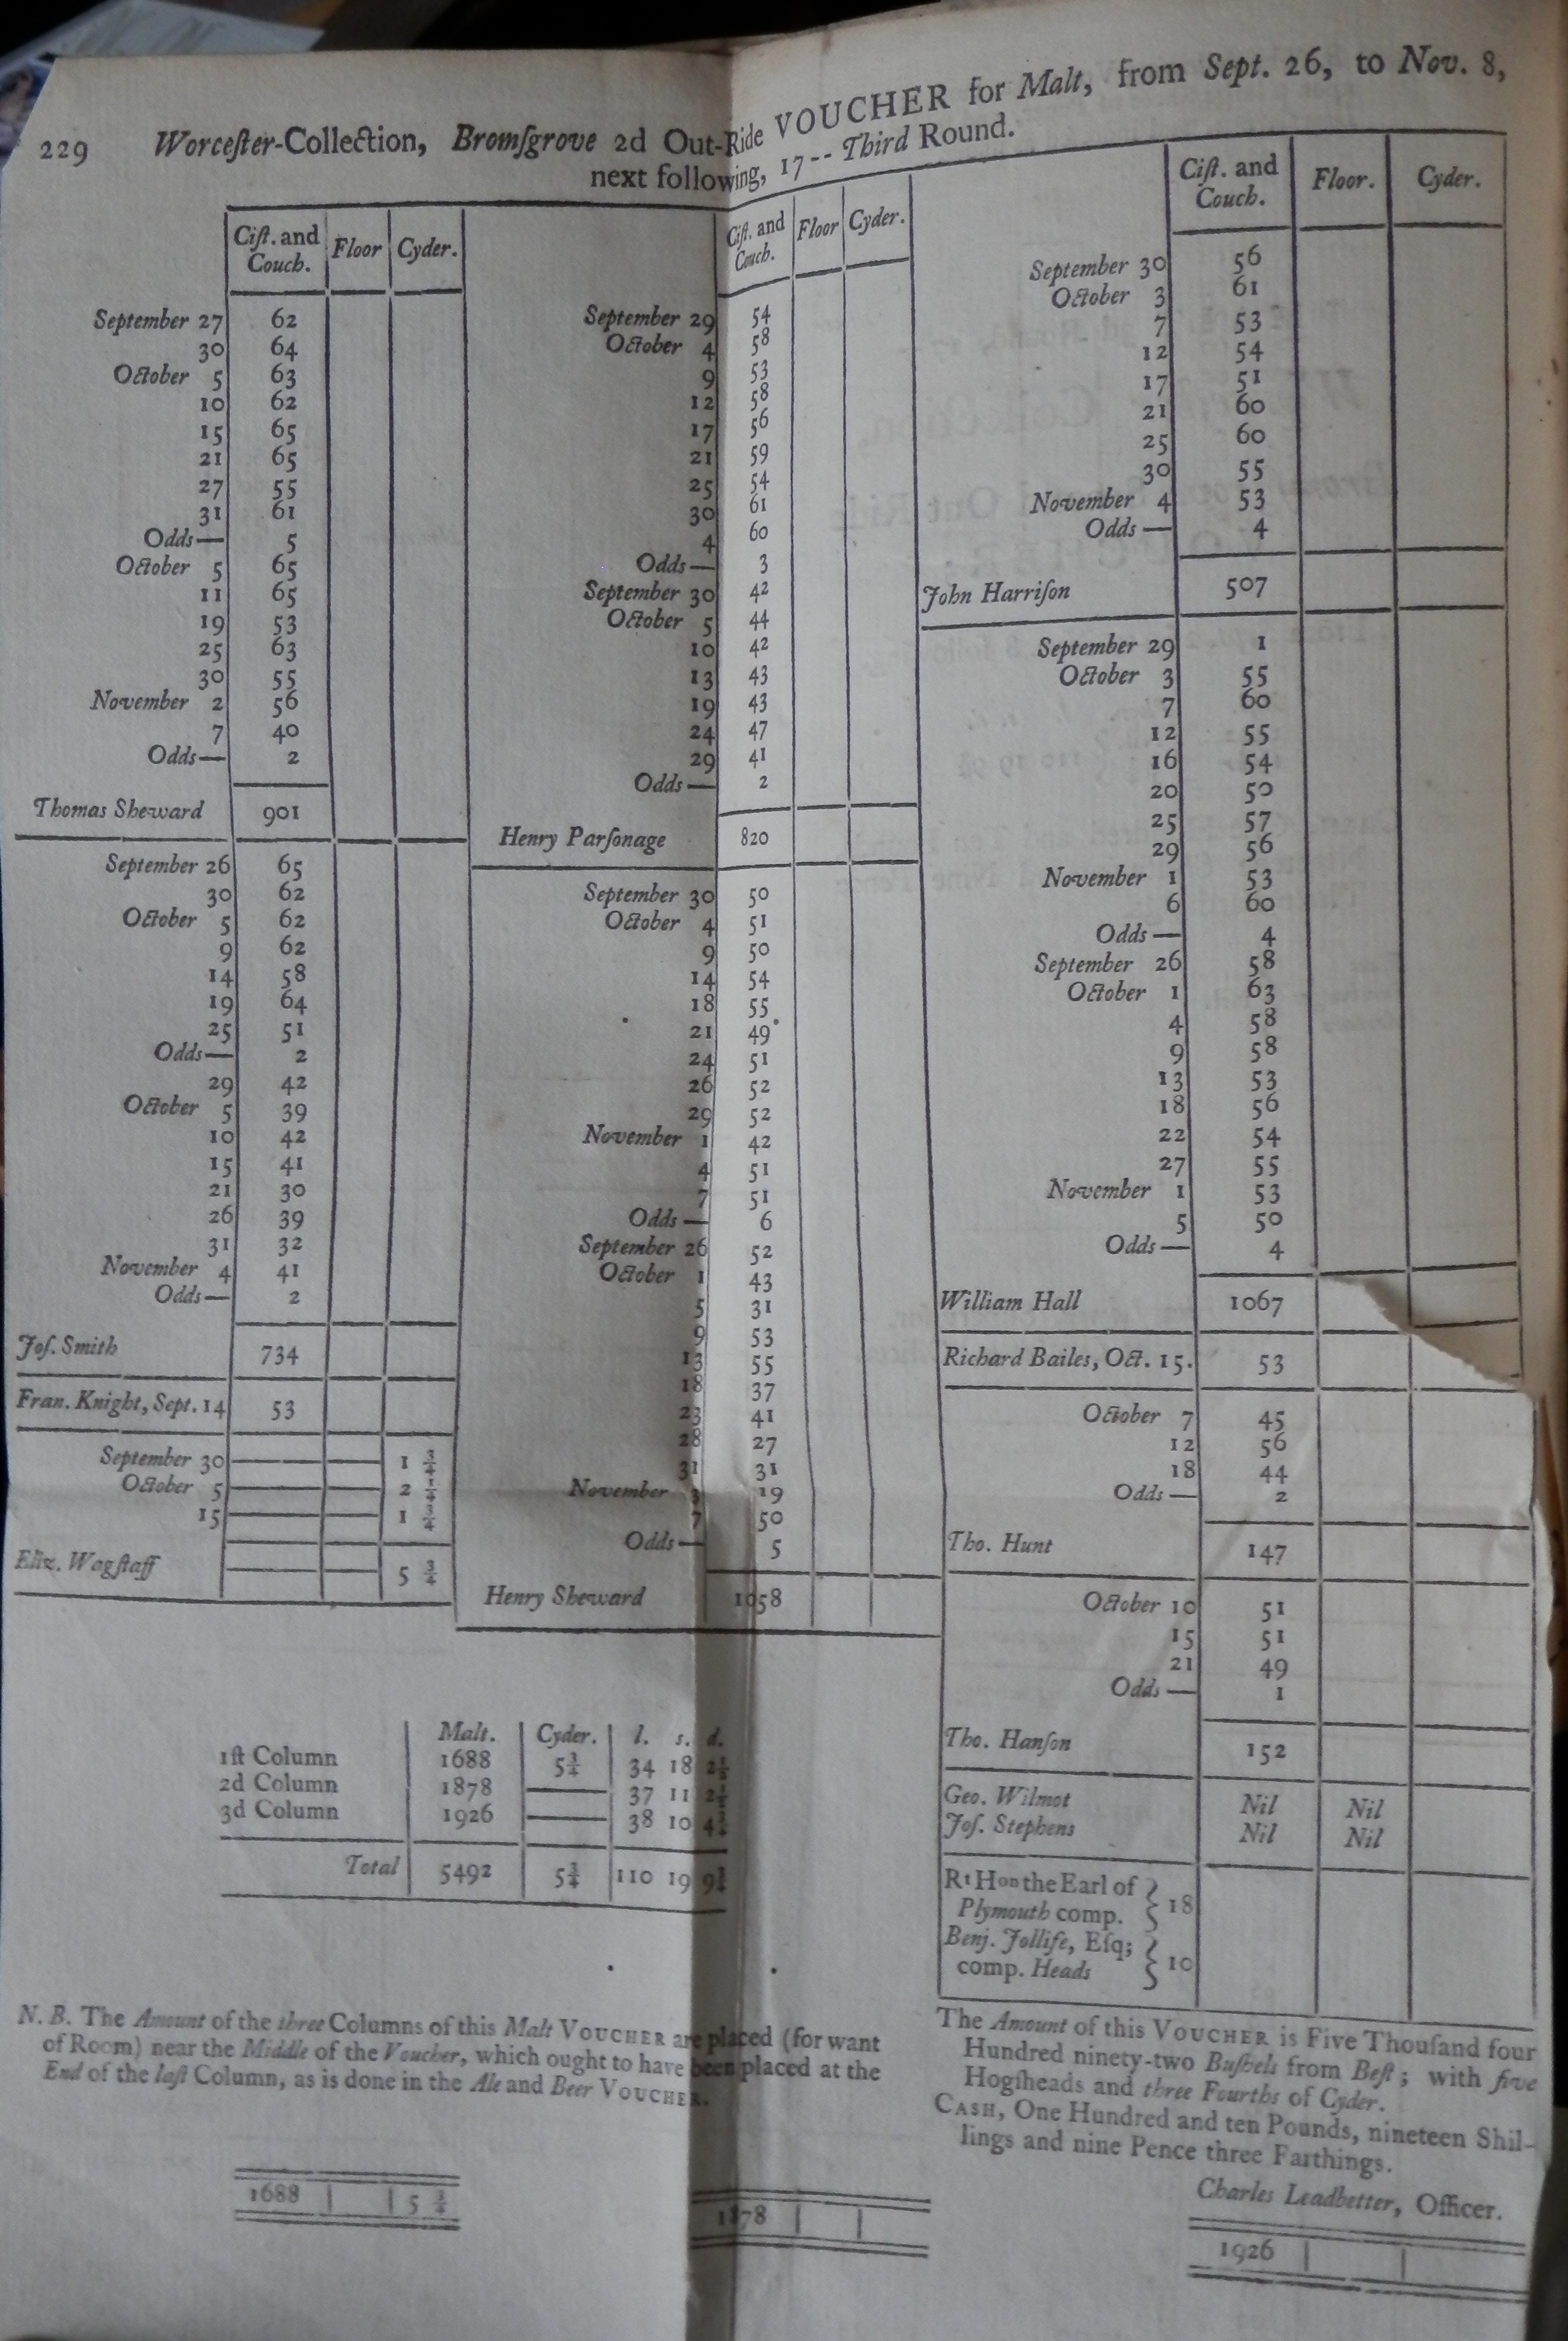 229 Worceſter-Collection, Bromſgrove 2d Out-Ride VOUCHER for Malt, from Sept. 26, to Nov. 8,
next following, 17-- Third Round.
Ciſt. and Couch. Floor Cyder.
September 27 62
30 64
October 5 63
10 62
15 65
21 65
27 55
31 61
Odds— 5
October 5 65
11 65
19 53
25 63
30 55
November 2 56
7 40
Odds— 2
Thomas Sheward 901
September 26 65
30 62
October 5 62
9 62
14 58
19 64
25 51
Odds— 2
29 42
October 5 39
10 42
15 41
21 30
26 39
31 32
November 4 41
Odds— 2
Joſ. Smith 734
Fran. Knight, Sept. 14 53
September 30 — — 1 ¾
October 5 — — 2 ¼
15 — — 1 ¾
Eliz. Wagſtaff — — 5 ¾
Ciſt. and Couch. Floor Cyder.
September 29 54
October 4 58
9 53
12 58
17 56
21 59
25 54
30 61
4 60
Odds— 3
September 30 42
October 5 44
10 42
13 43
19 43
24 47
29 41
Odds— 2
Henry Parſonage 820
September 30 50
October 4 51
9 50
14 54
18 55
21 49
24 51
26 52
29 52
November 1 42
4 51
7 51
Odds— 6
September 26 52
October 1 43
5 31
9 53
13 55
18 37
23 41
28 27
31 31
November 3 19
7 50
Odds— 5
Henry Sheward 1058
Ciſt. and Couch. Floor. Cyder.
September 30 56
October 3 61
7 53
12 54
17 51
21 60
25 60
30 55
November 4 53
Odds— 4
John Harriſon 507
September 29 1
October 3 55
7 60
12 55
16 54
20 50
25 57
29 56
November 1 53
6 60
Odds— 4
September 26 58
October 1 63
4 58
9 58
13 53
18 56
22 54
27 55
November 1 53
5 50
Odds— 4
William Hall 1067
Richard Bailes, Oct. 15. 53
October 7 45
12 56
18 44
Odds— 2
Tho. Hunt 147
October 10 51
15 51
21 49
Odds— 1
Tho. Hanſon 152
Geo. Wilmot Nil Nil
Joſ. Stephens Nil Nil
Rt Hon the Earl of
Plymouth comp. } 18
Benj. Jolliſe, Eſq;
comp. Heads } 10
Malt. Cyder. l. s. d.
1ſt Column 1688 5¾ 34 18 2½
2d Column 1878 — 37 11 2½
3d Column 1926 — 38 10 4¾
Total 5492 5¾ 110 19 9¾
N. B. The Amount of the three Columns of this Malt VOUCHER are placed (for want
of Room) near the Middle of the Voucher, which ought to have been placed at the
End of the laſt Column, as is done in the Ale and Beer VOUCHER.
The Amount of this VOUCHER is Five Thouſand four
Hundred ninety-two Buſhels from Beſt; with five
Hogſheads and three Fourths of Cyder.
CASH, One Hundred and ten Pounds, nineteen Shil-
lings and nine Pence three Farthings.
Charles Leadbetter, Officer.
1688 5 ¾
1878
1926